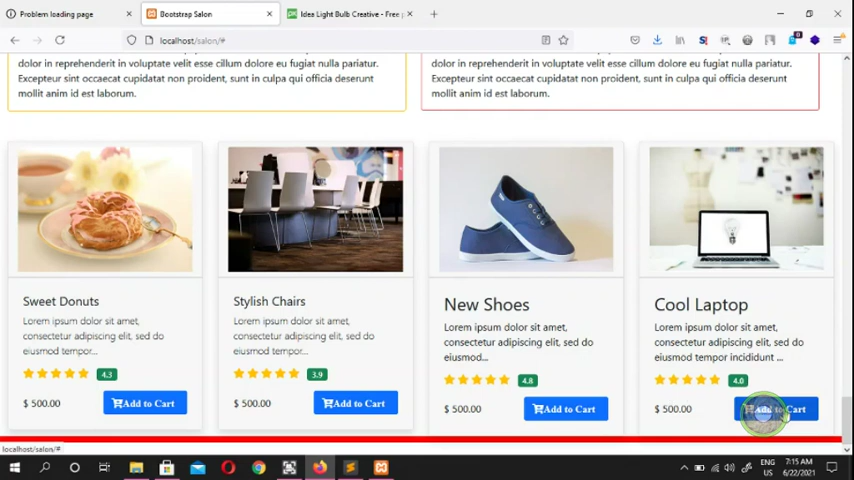 Problem loading page
Bootstrap Salon
Idea Light Bulb Creative - Free
localhost/salon/#
dolor in reprehenderit in voluptate velit esse cillum dolore eu fugiat nulla pariatur.
Excepteur sint occaecat cupidatat non proident, sunt in culpa qui officia deserunt
mollit anim id est laborum.
dolor in reprehenderit in voluptate velit esse cillum dolore eu fugiat nulla pariatur.
Excepteur sint occaecat cupidatat non proident, sunt in culpa qui officia deserunt
mollit anim id est laborum.
Sweet Donuts
Lorem ipsum dolor sit amet,
consectetur adipiscing elit, sed do
eiusmod tempor...
4.3
$ 500.00
Add to Cart
Stylish Chairs
Lorem ipsum dolor sit amet,
consectetur adipiscing elit, sed do
eiusmod tempor...
3.9
$ 500.00
Add to Cart
New Shoes
Lorem ipsum dolor sit amet,
consectetur adipiscing elit, sed do
eiusmod...
4.8
$ 500.00
Add to Cart
Cool Laptop
Lorem ipsum dolor sit amet,
consectetur adipiscing elit, sed do
eiusmod tempor incididunt ...
4.0
$ 500.00
Add to Cart
localhost/salon/#
ENG
US
7:15 AM
6/22/2021